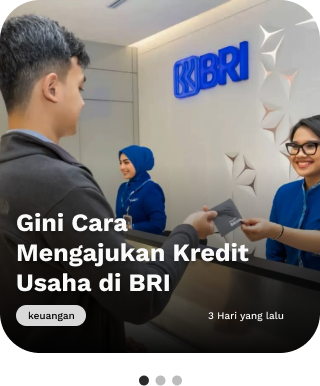 BRI
Gini Cara
Mengajukan Kredit
Usaha di BRI
keuangan
3 Hari yang lalu